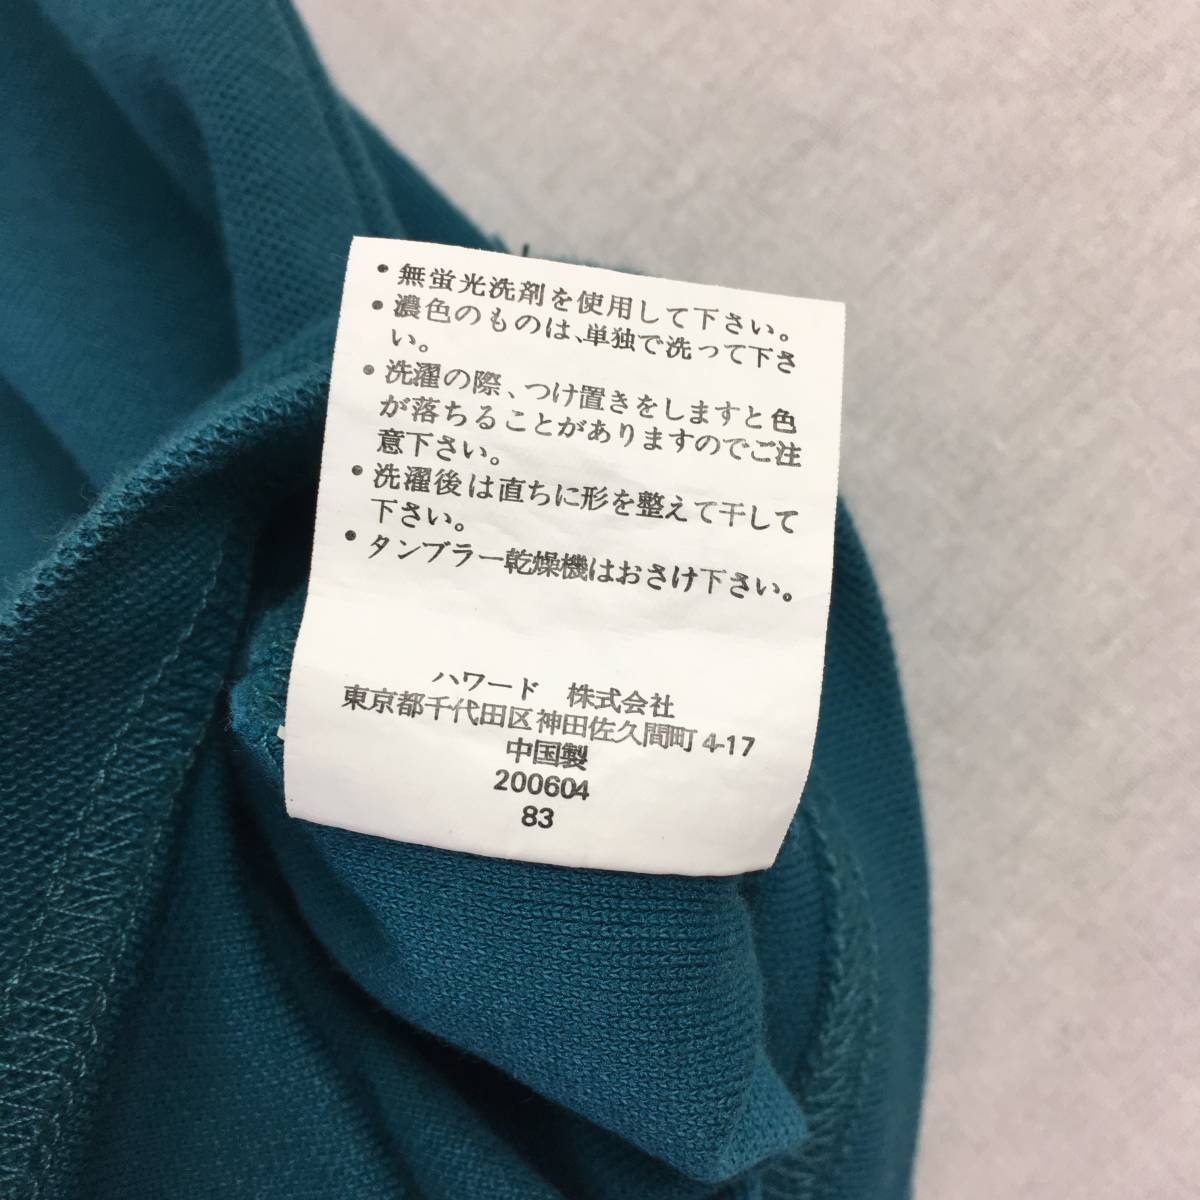 ・無蛍光洗剤を使用して下さい。
・濃色のものは、単独で洗って下さ
い。
・洗濯の際、つけ置きをしますと色
が落ちることがありますのでご注
意下さい。
・洗濯後は直ちに形を整えて干して
下さい。
・タンブラー乾燥機はおさけ下さい。
ハワード 株式会社
東京都千代田区神田佐久間町 4-17
中国製
200604
83